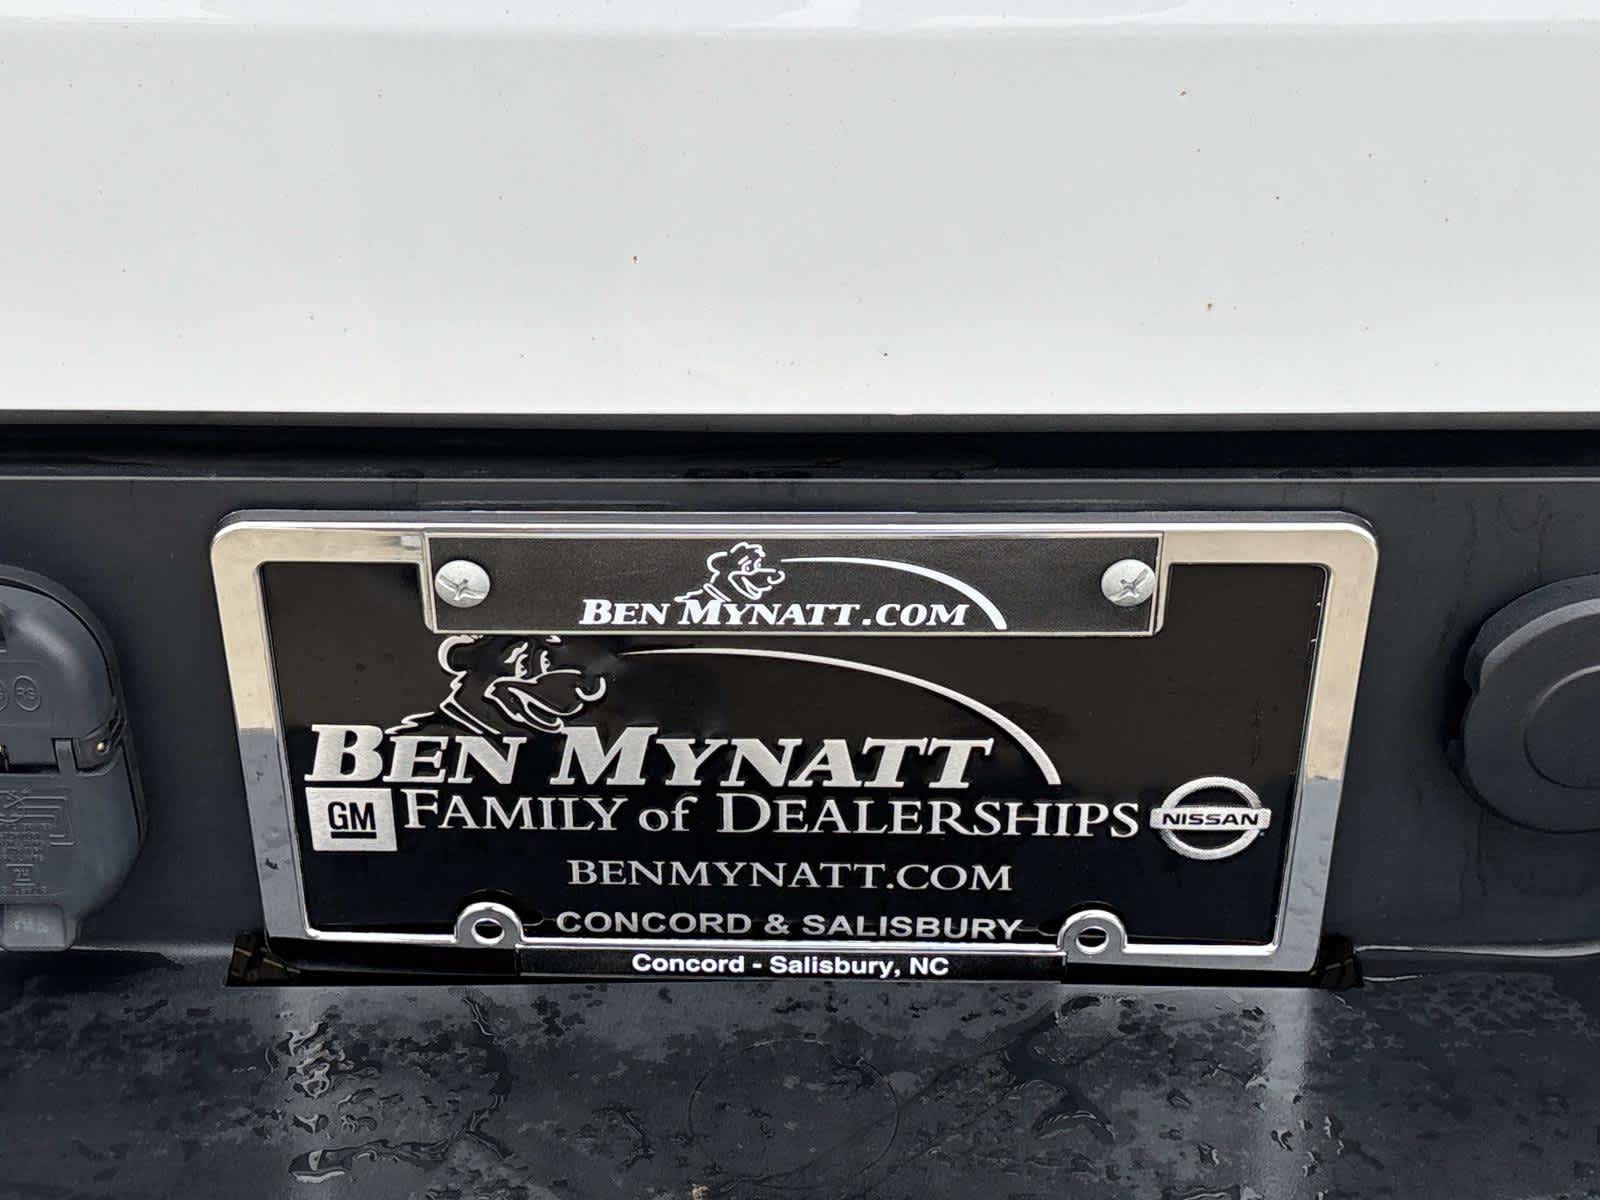 BEN MYNATT.COM
BEN MYNATT
GM FAMILY of DEALERSHIPS NISSAN
BENMYNATT.COM
CONCORD & SALISBURY
Concord - Salisbury, NC